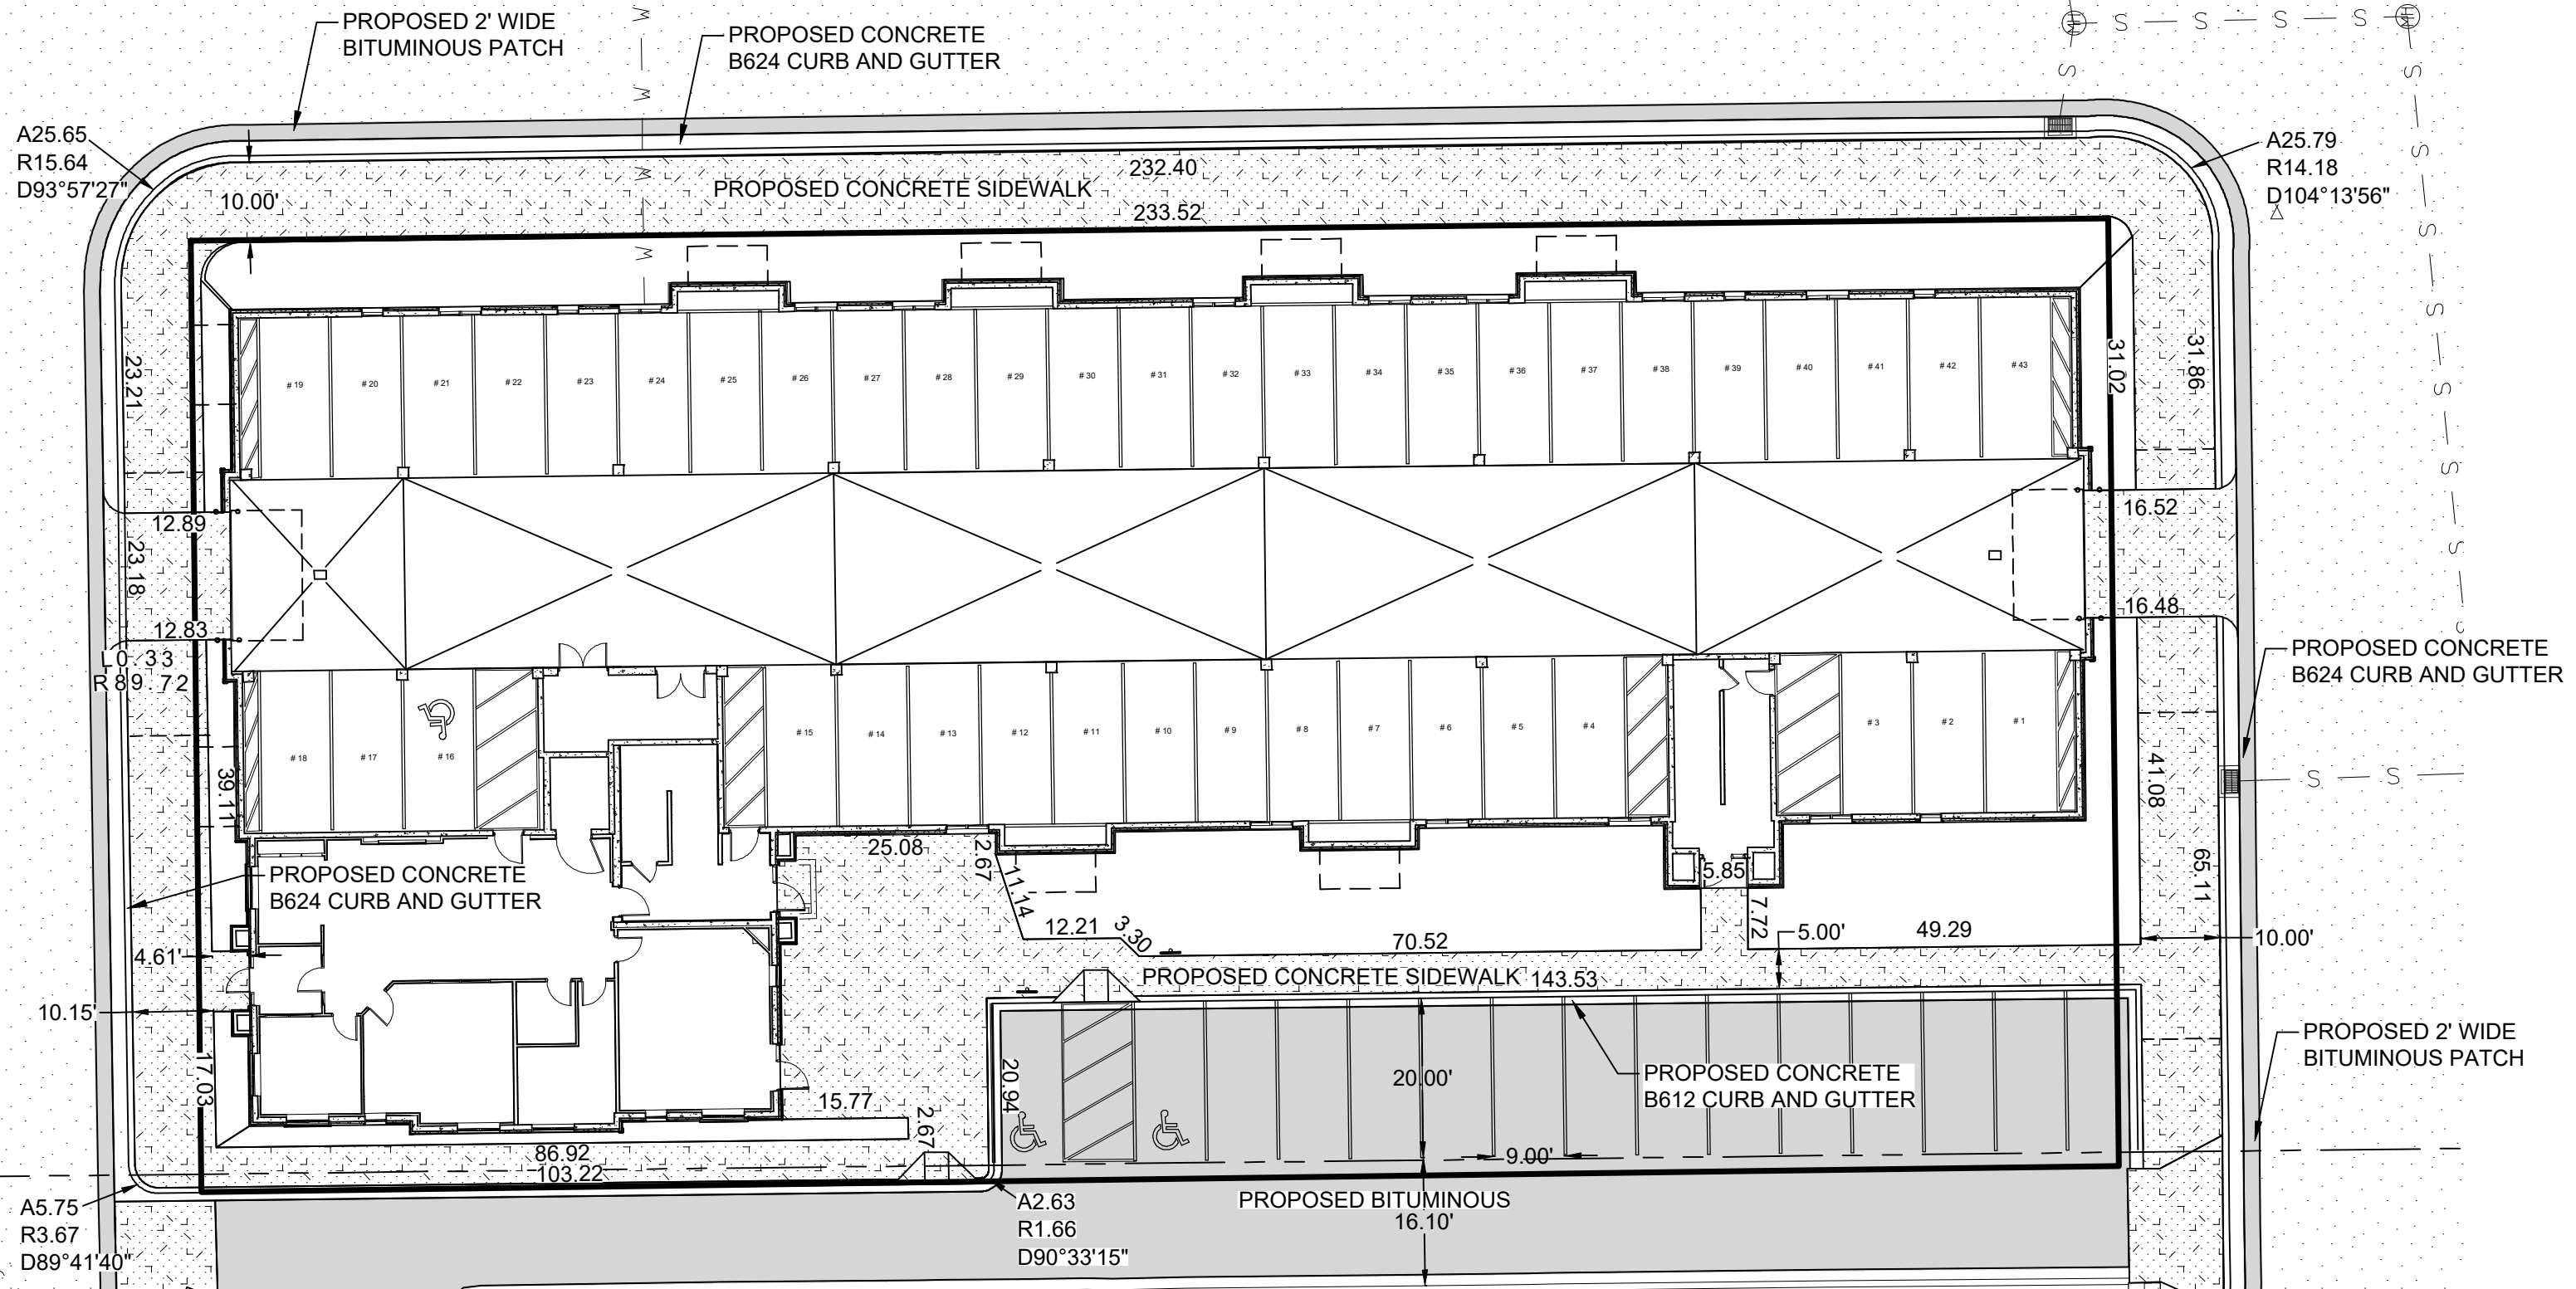 PROPOSED 2' WIDE
BITUMINOUS PATCH
PROPOSED CONCRETE
B624 CURB AND GUTTER
S S S S
S
S
A25.65
R15.64
D93°57'27"
A25.79
R14.18
D104°13'56"
W
W
W
W
10.00'
232.40
PROPOSED CONCRETE SIDEWALK
233.52
S
S
S
S
S
S
S
S
23.21
31.02
31.86
# 19
# 20
# 21
# 22
# 23
# 24
# 25
# 26
# 27
# 28
# 29
# 30
# 31
# 32
# 33
# 34
# 35
# 36
# 37
# 38
# 39
# 40
# 41
# 42
# 43
12.89
23.18
12.83
L0.33
R89.72
16.52
16.48
PROPOSED CONCRETE
B624 CURB AND GUTTER
# 18
# 17
# 16
# 15
# 14
# 13
# 12
# 11
# 10
# 9
# 8
# 7
# 6
# 5
# 4
# 3
# 2
# 1
39.11
41.08
65.11
S S
PROPOSED CONCRETE
B624 CURB AND GUTTER
25.08
2.67
11.14
12.21
3.30
70.52
5.85
7.72
5.00'
49.29
10.00'
4.61'
10.15'
17.03
PROPOSED CONCRETE SIDEWALK 143.53
20.94
20.00'
9.00'
PROPOSED CONCRETE
B612 CURB AND GUTTER
PROPOSED 2' WIDE
BITUMINOUS PATCH
15.77
2.67
86.92
103.22
A5.75
R3.67
D89°41'40"
A2.63
R1.66
D90°33'15"
PROPOSED BITUMINOUS
16.10'